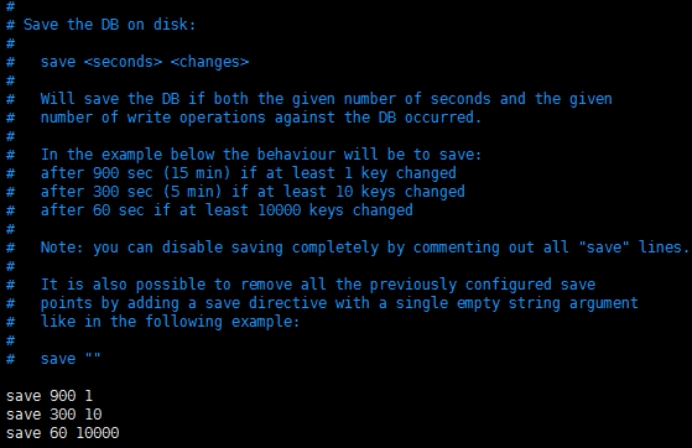 #
# Save the DB on disk:
#
#   save <seconds> <changes>
#
#   Will save the DB if both the given number of seconds and the given
#   number of write operations against the DB occurred.
#
#   In the example below the behaviour will be to save:
#   after 900 sec (15 min) if at least 1 key changed
#   after 300 sec (5 min) if at least 10 keys changed
#   after 60 sec if at least 10000 keys changed
#
#   Note: you can disable saving completely by commenting out all "save" lines.
#
#   It is also possible to remove all the previously configured save
#   points by adding a save directive with a single empty string argument
#   like in the following example:
#
#   save ""
save 900 1
save 300 10
save 60 10000